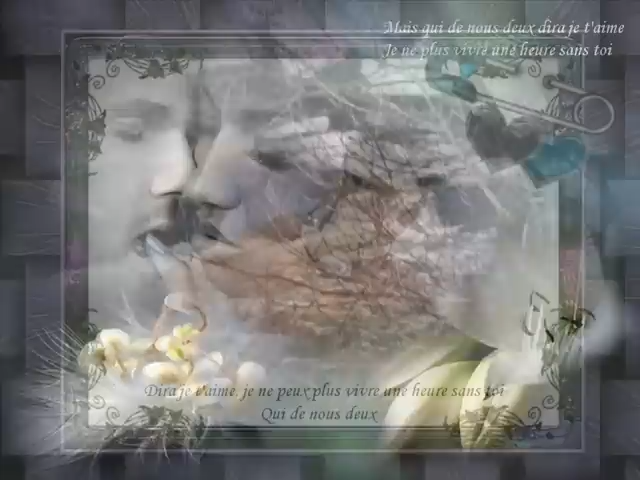 Mais qui de nous deux dira je t'aime
Je ne plus vivre une heure sans toi
Dira je t'aime, je ne peux plus vivre une heure sans toi
Qui de nous deux